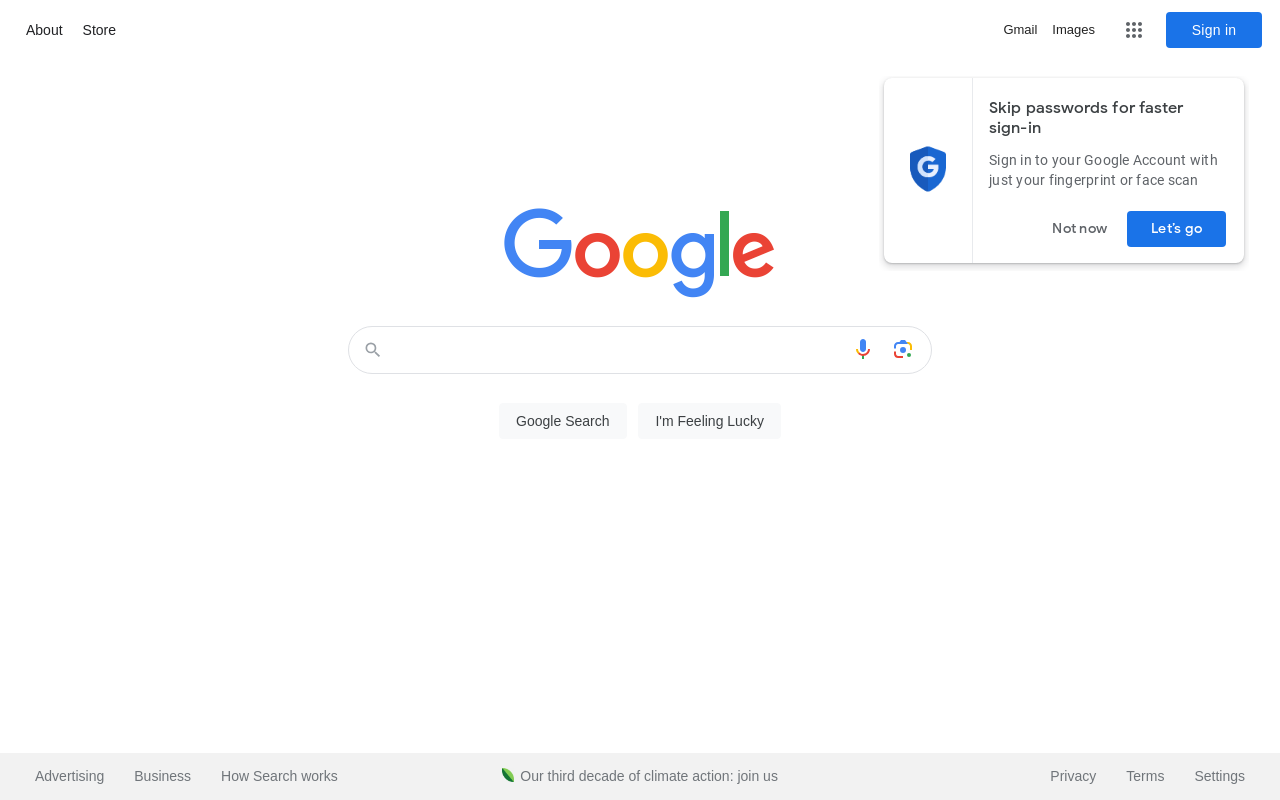 About Store
Gmail Images Sign in
Skip passwords for faster
sign-in
Sign in to your Google Account with
just your fingerprint or face scan
Not now Let's go
Google
Google Search I'm Feeling Lucky
Advertising Business How Search works
Our third decade of climate action: join us
Privacy Terms Settings